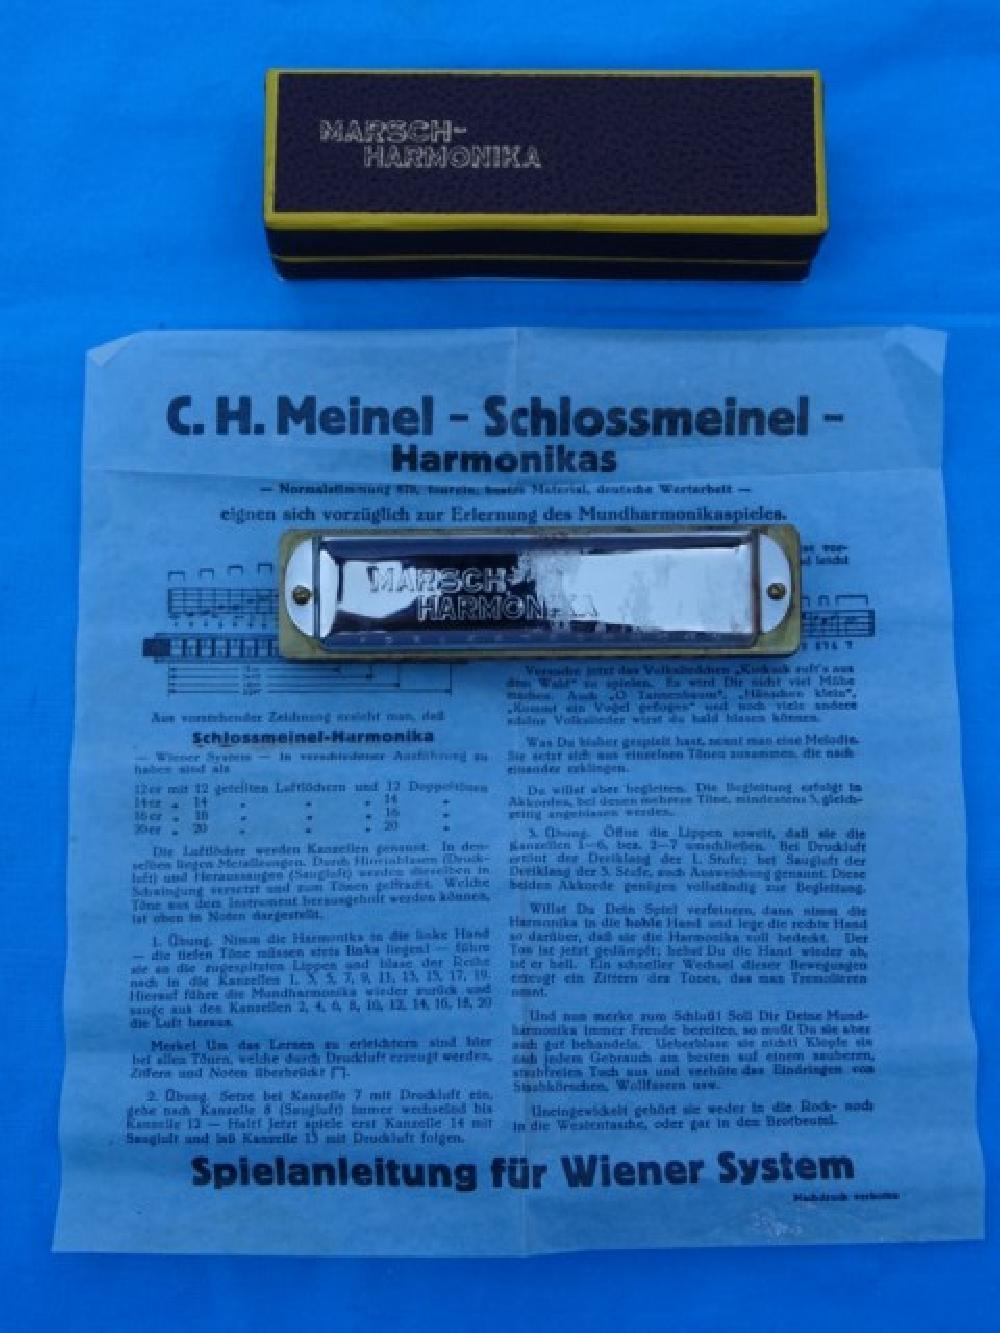 MARSCH-
HARMONIKA
C. H. Meinel - Schlossmeinel -
Harmonikas
— Normalstimmung 870, tonrein, bestes Material, deutsche Wertarbeit —
eignen sich vorzüglich zur Erlernung des Mundharmonikaspieles.
MARSCH-
HARMONIKA
Aus vorstehender Zeichnung ersieht man, daß
Schlossmeinel-Harmonika
— Wiener System — in verschiedener Ausführung zu
haben sind als
12er mit 12 geteilten Luftlöchern und 12 Doppeltönen
14er „ 14 „ „ „ 14 „
16er „ 16 „ „ „ 16 „
20er „ 20 „ „ „ 20 „
Die Luftlöcher werden Kanzellen genannt. In den-
selben liegen Metallzungen. Durch Hineinblasen (Druck-
luft) und Heraussaugen (Saugluft) werden dieselben in
Schwingung versetzt und zum Tönen gebracht. Welche
Töne aus dem Instrument herausgeholt werden können,
ist oben in Noten dargestellt.
1. Übung. Nimm die Harmonika in die linke Hand
— die tiefen Töne müssen stets links liegen! — führe
sie an die zugespitzten Lippen und blase der Reihe
nach in die Kanzellen 1, 3, 5, 7, 9, 11, 13, 15, 17, 19.
Hierauf führe die Mundharmonika wieder zurück und
sauge aus den Kanzellen 2, 4, 6, 8, 10, 12, 14, 16, 18, 20
die Luft heraus.
Merke! Um das Lernen zu erleichtern sind hier
bei allen Tönen, welche durch Druckluft erzeugt werden,
Ziffern und Noten überbrückt
2. Übung. Setze bei Kanzelle 7 mit Druckluft ein,
gehe nach Kanzelle 8 (Saugluft) immer wechselnd bis
Kanzelle 12 — Halt! Jetzt spiele erst Kanzelle 14 mit
Saugluft und laß Kanzelle 13 mit Druckluft folgen.
Versuche jetzt das Volksliedchen „Kuckuck ruft's aus
dem Wald“ zu spielen. Es wird Dir nicht viel Mühe
machen. Auch „O Tannenbaum“, „Hänschen klein“,
„Kommt ein Vogel geflogen“ und noch viele andere
schöne Volkslieder wirst du bald blasen können.
Was Du bisher gespielt hast, nennt man eine Melodie.
Sie setzt sich aus einzelnen Tönen zusammen, die nach-
einander erklingen.
Du willst aber begleiten. Die Begleitung erfolgt in
Akkorden, bei denen mehrere Töne, mindestens 3, gleich-
zeitig angeblasen werden.
3. Übung. Öffne die Lippen soweit, daß sie die
Kanzellen 1—6, bez. 2—7 umschließen. Bei Druckluft
ertönt der Dreiklang der 1. Stufe; bei Saugluft der
Dreiklang der 5. Stufe, auch Ausweichung genannt. Diese
beiden Akkorde genügen vollständig zur Begleitung.
Willst Du Dein Spiel verfeinern, dann nimm die
Harmonika in die hohle Hand und lege die rechte Hand
so darüber, daß sie die Harmonika voll bedeckt. Der
Ton ist jetzt gedämpft; hebst Du die Hand wieder ab,
ist er hell. Ein schneller Wechsel dieser Bewegungen
erzeugt ein Zittern des Tones, das man Tremolieren
nennt.
Und nun merke zum Schluß! Soll Dir Deine Mund-
harmonika immer Freude bereiten, so mußt Du sie aber
auch gut behandeln. Ueberblase sie nicht! Klopfe sie
nach jedem Gebrauch am besten auf einem sauberen,
staubfreien Tuch aus und verhüte das Eindringen von
Staubkörschen, Wollfasern usw.
Uneingewickelt gehört sie weder in die Rock- noch
in die Westentasche, oder gar in den Brotbeutel.
Spielanleitung für Wiener System
Nachdruck verboten